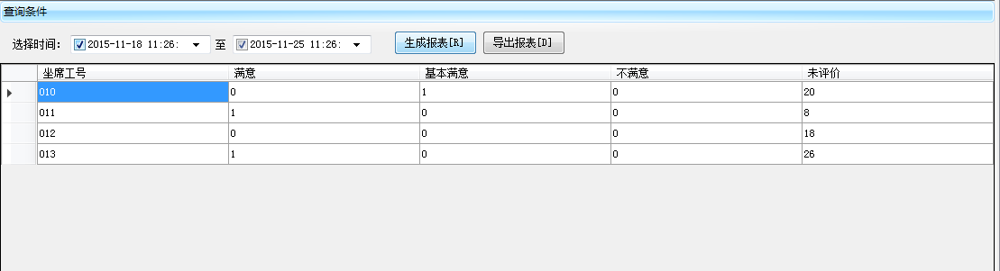 查询条件
选择时间: 2015-11-18 11:26: 至 2015-11-25 11:26: 生成报表[R] 导出报表[D]
坐席工号 满意 基本满意 不满意 未评价
010 0 1 0 20
011 1 0 0 8
012 0 0 0 18
013 1 0 0 26